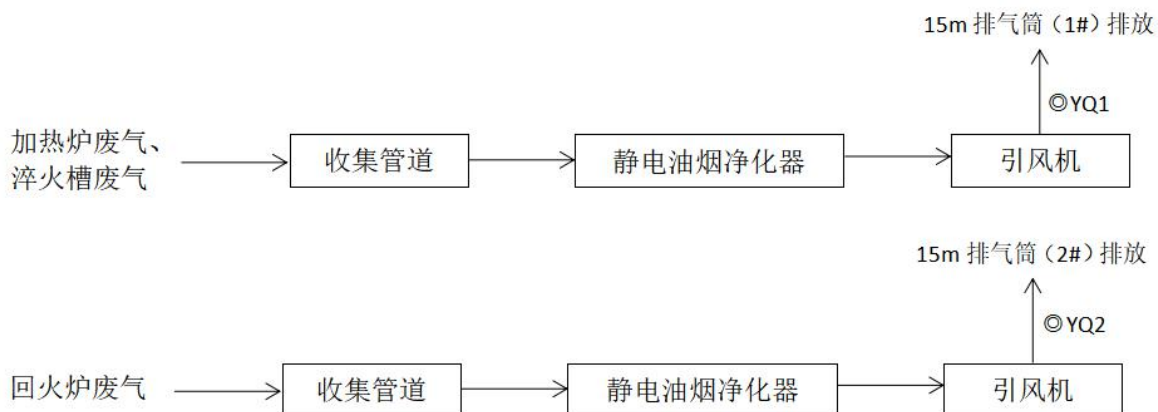 15m 排气筒（1#）排放
◎YQ1
加热炉废气、
淬火槽废气
收集管道
静电油烟净化器
引风机
15m 排气筒（2#）排放
◎YQ2
回火炉废气
收集管道
静电油烟净化器
引风机